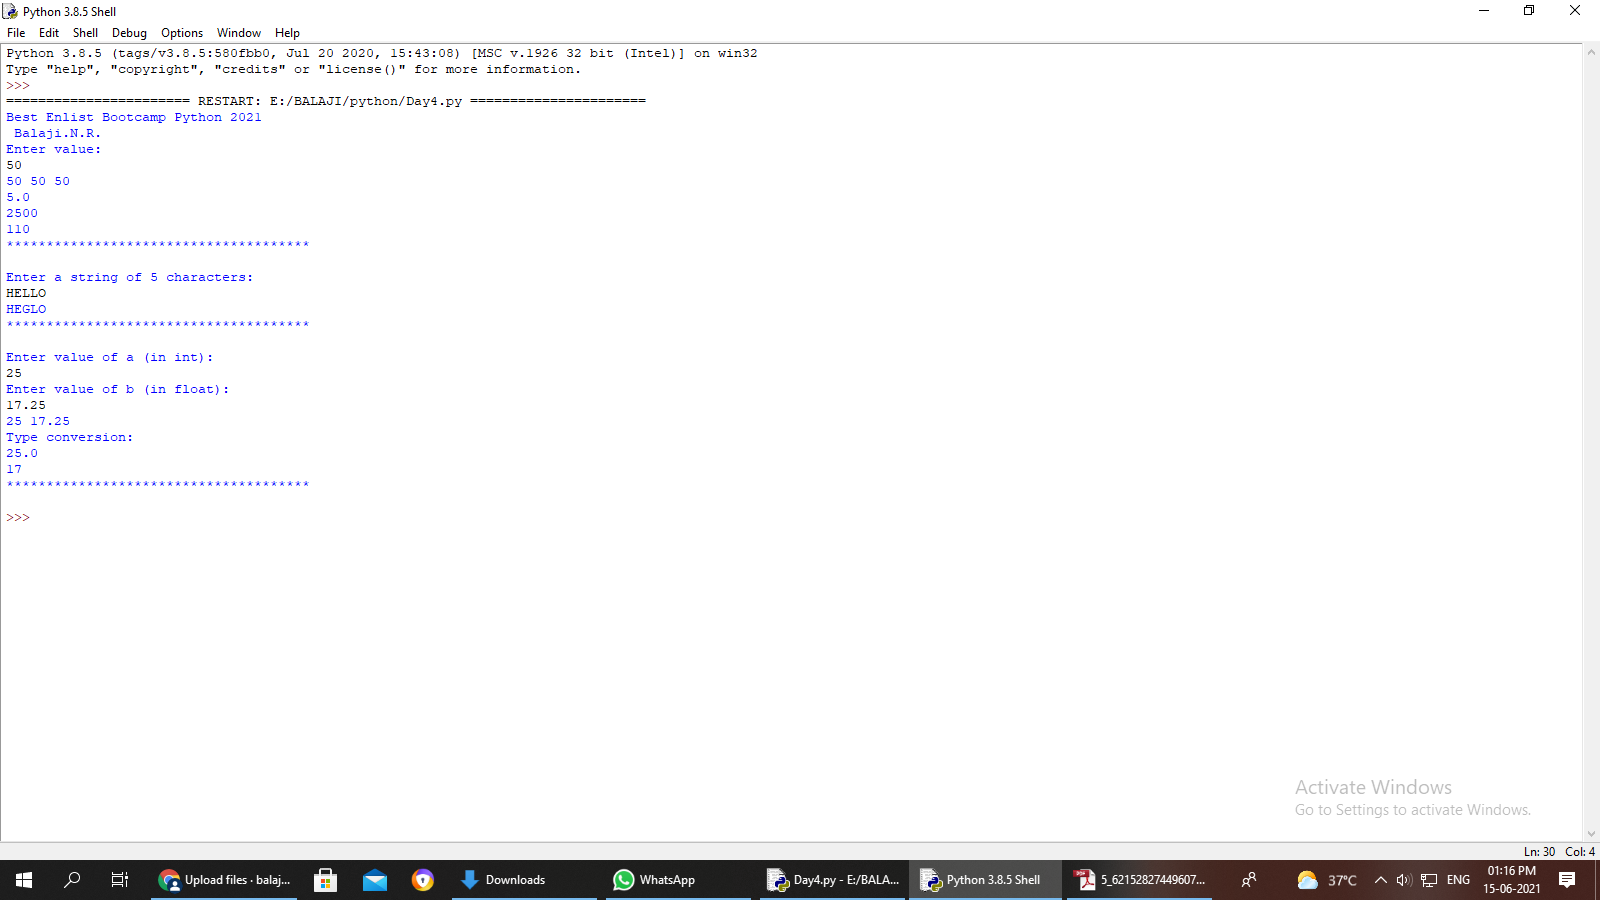 Python 3.8.5 Shell
File Edit Shell Debug Options Window Help
Python 3.8.5 (tags/v3.8.5:580fbb0, Jul 20 2020, 15:43:08) [MSC v.1926 32 bit (Intel)] on win32
Type "help", "copyright", "credits" or "license()" for more information.
>>>
======================= RESTART: E:/BALAJI/python/Day4.py ======================
Best Enlist Bootcamp Python 2021
 Balaji.N.R.
Enter value:
50
50 50 50
5.0
2500
110
**************************************
Enter a string of 5 characters:
HELLO
HEGLO
**************************************
Enter value of a (in int):
25
Enter value of b (in float):
17.25
25 17.25
Type conversion:
25.0
17
**************************************
>>>
Activate Windows
Go to Settings to activate Windows.
Ln: 30 Col: 4
Upload files · balaj... Downloads WhatsApp Day4.py - E:/BALA... Python 3.8.5 Shell 5_62152827449607... 37°C ENG 01:16 PM
15-06-2021